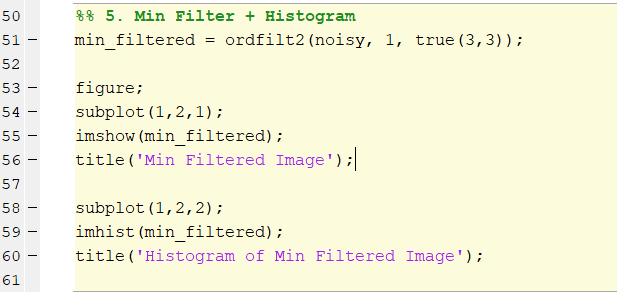 50 %% 5. Min Filter + Histogram
51 – min_filtered = ordfilt2(noisy, 1, true(3,3));
52
53 – figure;
54 – subplot(1,2,1);
55 – imshow(min_filtered);
56 – title('Min Filtered Image');
57
58 – subplot(1,2,2);
59 – imhist(min_filtered);
60 – title('Histogram of Min Filtered Image');
61